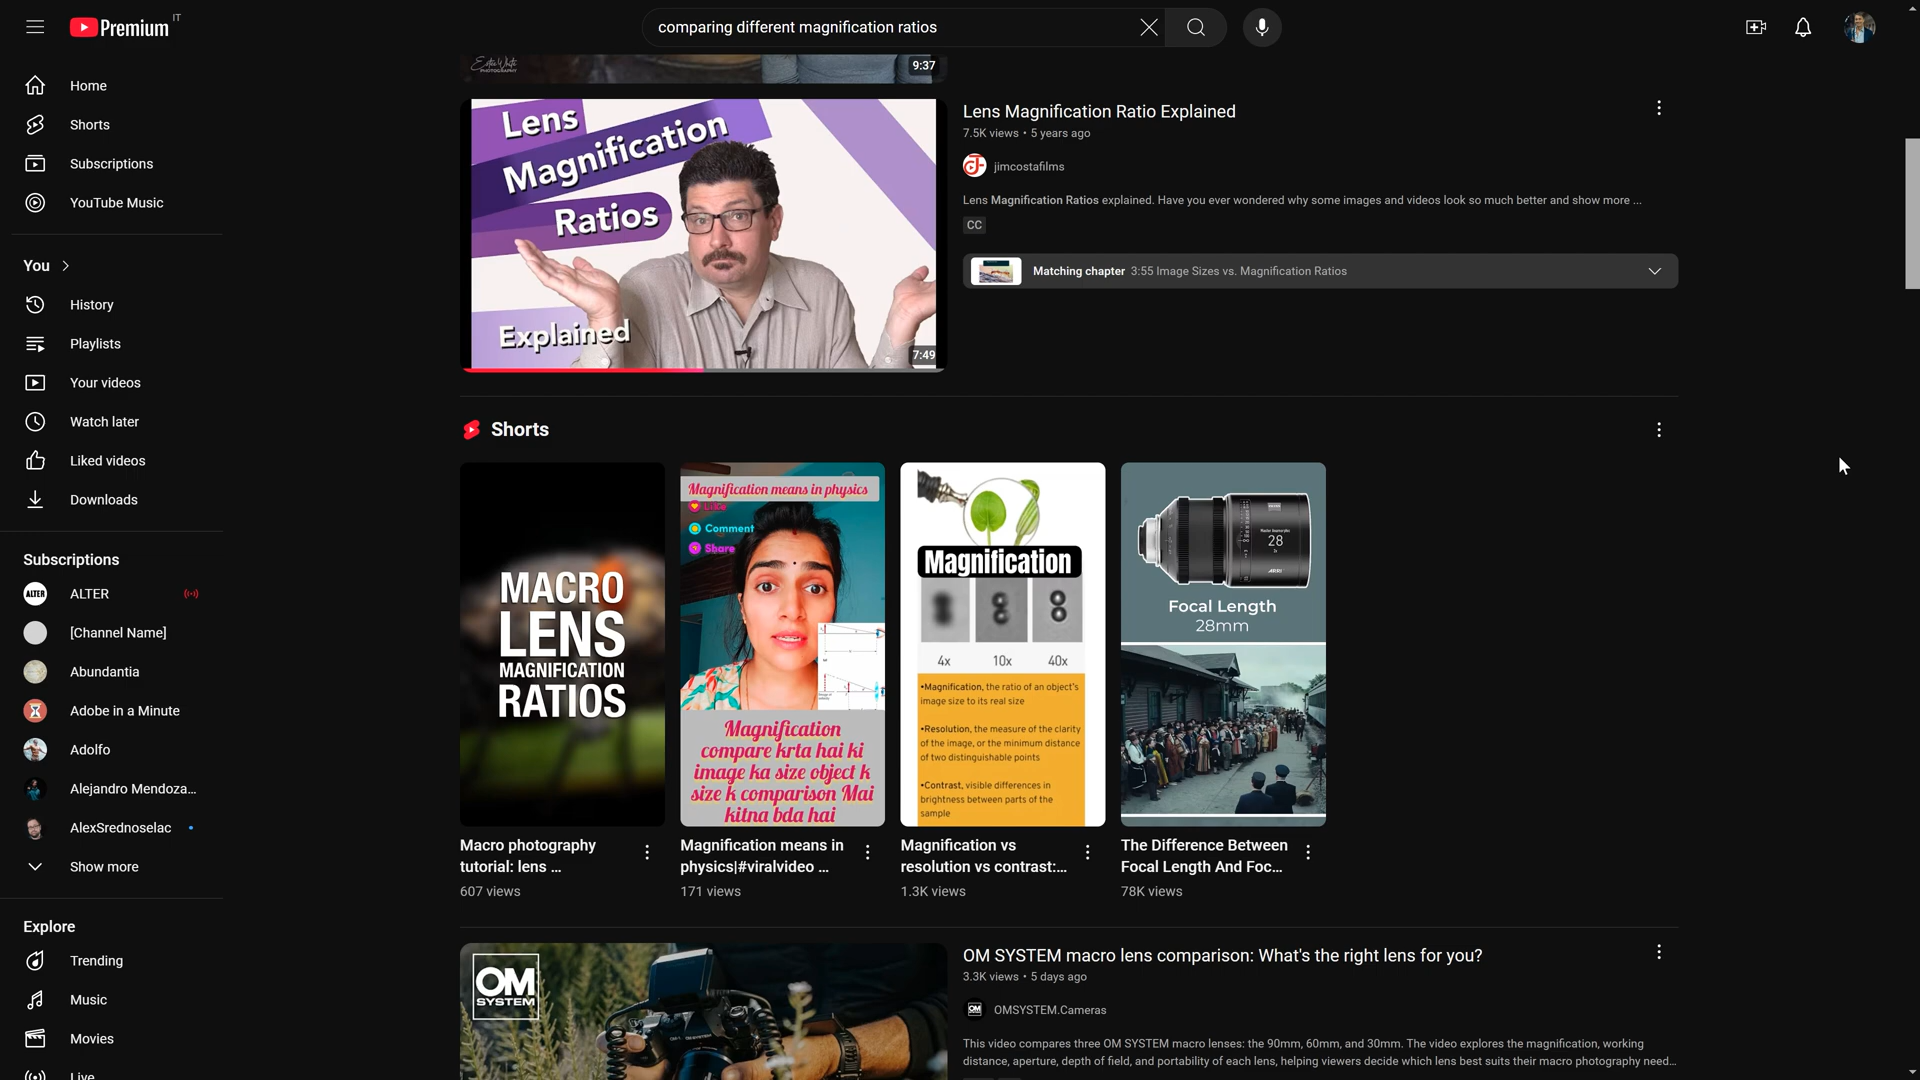 Premium IT
comparing different magnification ratios
Home
Shorts
Subscriptions
YouTube Music
You
History
Playlists
Your videos
Watch later
Liked videos
Downloads
Subscriptions
ALTER
ALTER
[Channel Name]
Abundantia
Adobe in a Minute
Adolfo
Alejandro Mendoza...
AlexSrednoselac
Show more
Explore
Trending
Music
Movies
Live
PHOTOGRAPHY
9:37
Lens
Magnification
Ratios
Explained
7:49
Lens Magnification Ratio Explained
7.5K views • 5 years ago
jimcostafilms
Lens Magnification Ratios explained. Have you ever wondered why some images and videos look so much better and show more ...
CC
Matching chapter 3:55 Image Sizes vs. Magnification Ratios
Shorts
MACRO
LENS
MAGNIFICATION
RATIOS
Macro photography
tutorial: lens ...
607 views
Magnification means in physics
Like
Comment
Share
Magnification
compare krta hai ki
image ka size object k
size k comparison Mai
kitna bda hai
Magnification means in
physics|#viralvideo ...
171 views
Magnification
4x 10x 40x
•Magnification, the ratio of an object's
image size to its real size
•Resolution, the measure of the clarity
of the image, or the minimum distance
of two distinguishable points
•Contrast, visible differences in
brightness between parts of the
sample
Magnification vs
resolution vs contrast:...
1.3K views
28
ARRI
Focal Length
28mm
The Difference Between
Focal Length And Foc...
78K views
OM
SYSTEM
OM SYSTEM macro lens comparison: What's the right lens for you?
3.3K views • 5 days ago
OM
OMSYSTEM.Cameras
This video compares three OM SYSTEM macro lenses: the 90mm, 60mm, and 30mm. The video explores the magnification, working
distance, aperture, depth of field, and portability of each lens, helping viewers decide which lens best suits their macro photography need...